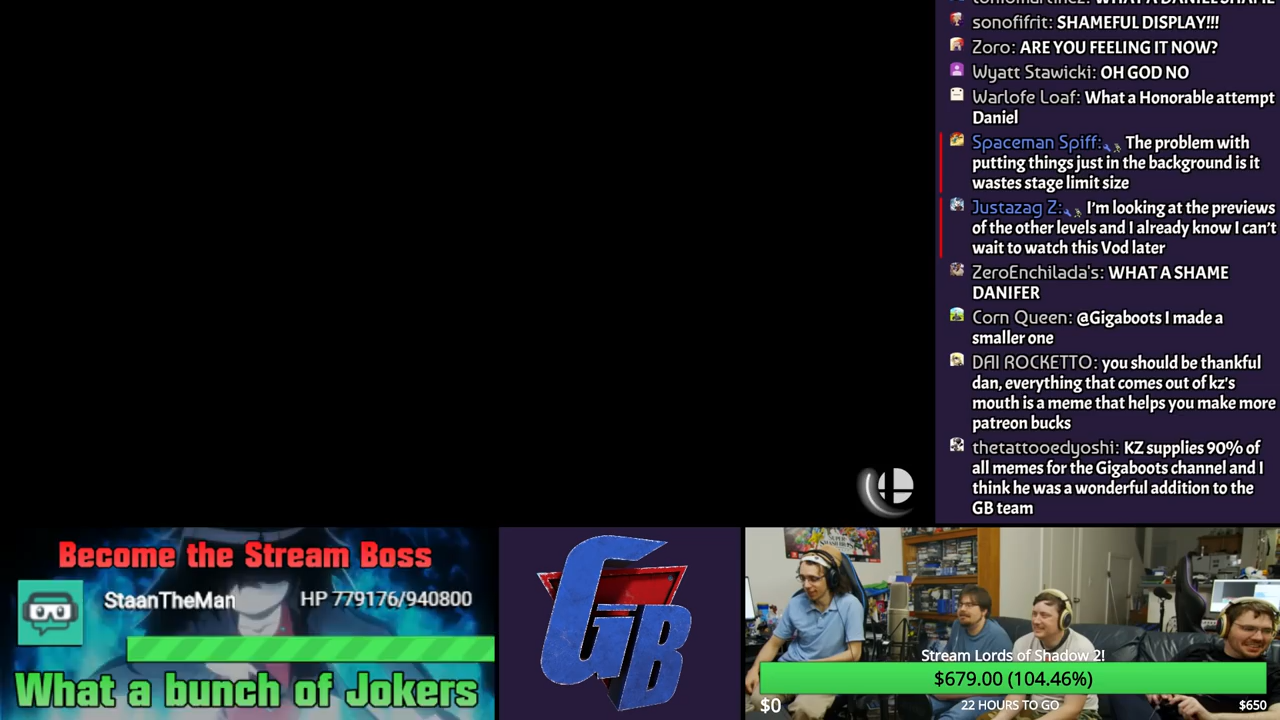 sonofifrit: SHAMEFUL DISPLAY!!!
Zoro: ARE YOU FEELING IT NOW?
Wyatt Stawicki: OH GOD NO
Warlofe Loaf: What a Honorable attempt
Daniel
Spaceman Spiff: The problem with
putting things just in the background is it
wastes stage limit size
Justazag Z: I'm looking at the previews
of the other levels and I already know I can't
wait to watch this Vod later
ZeroEnchilada's: WHAT A SHAME
DANIFER
Corn Queen: @Gigaboots I made a
smaller one
DAI ROCKETTO: you should be thankful
dan, everything that comes out of kz's
mouth is a meme that helps you make more
patreon bucks
thetattooedyoshi: KZ supplies 90% of
all memes for the Gigaboots channel and I
think he was a wonderful addition to the
GB team
Become the Stream Boss
StaanTheMan HP 779176/940800
What a bunch of Jokers
GB
Stream Lords of Shadow 2!
$679.00 (104.46%)
$0 22 HOURS TO GO $650